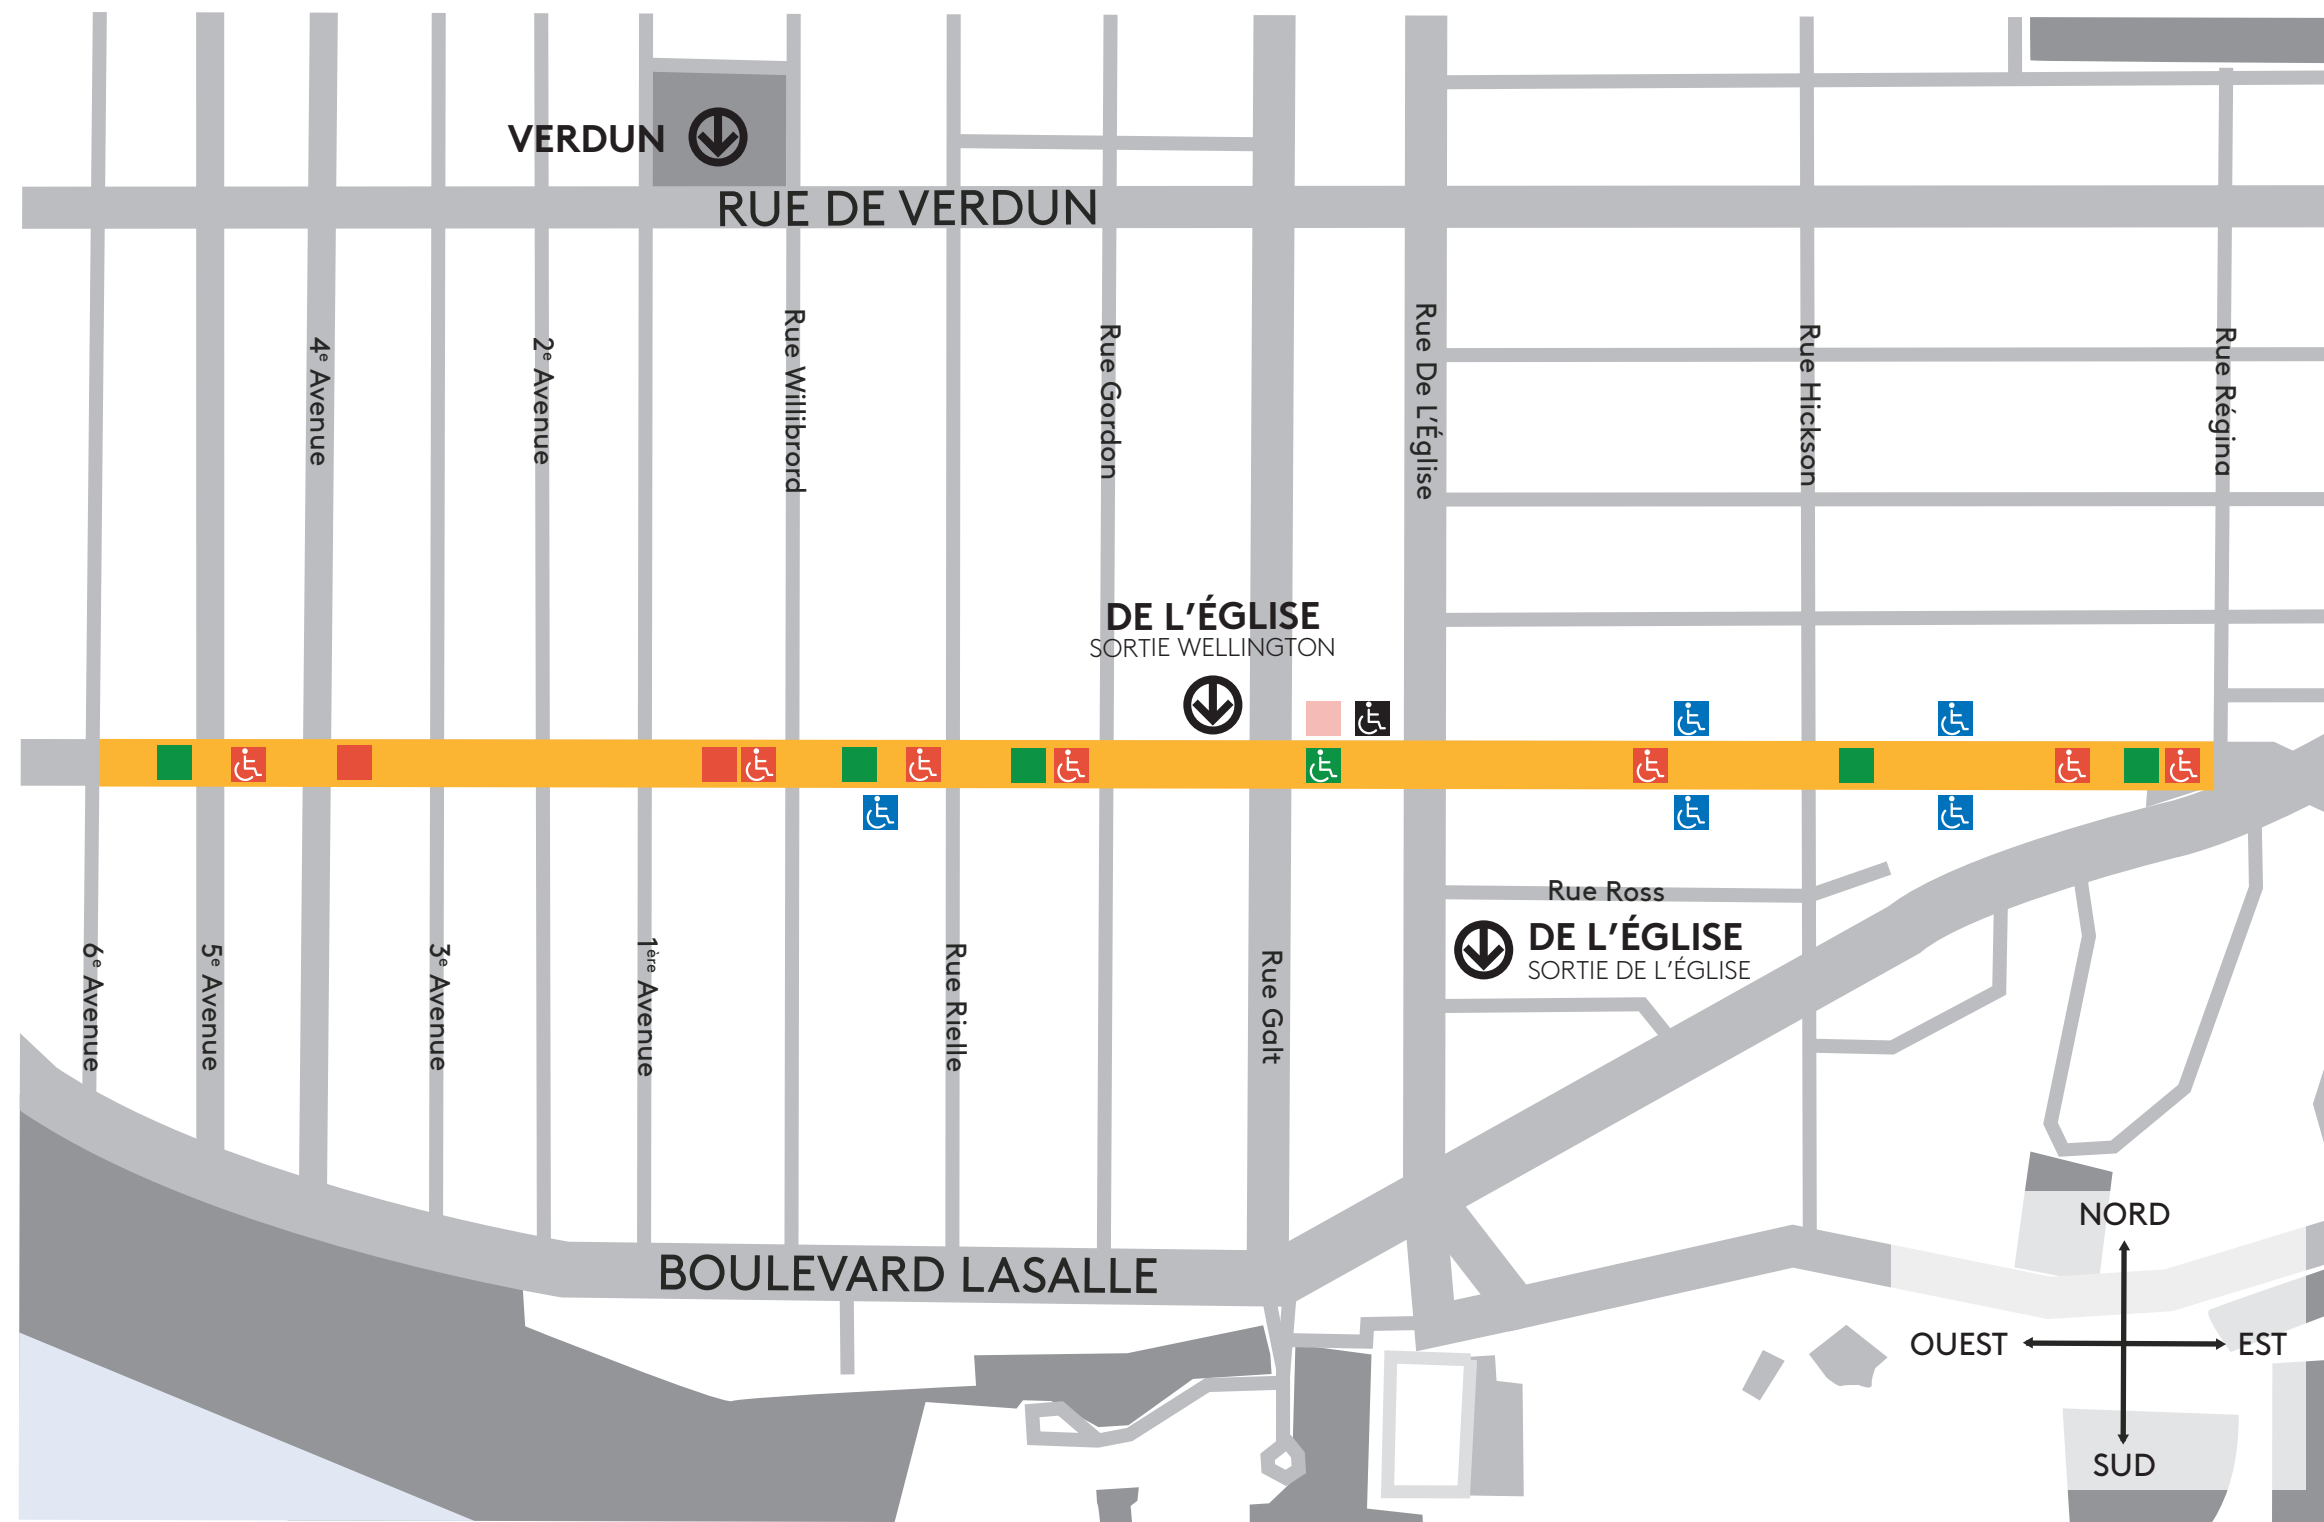 VERDUN
RUE DE VERDUN
4e Avenue
2e Avenue
Rue Willibrord
Rue Gordon
Rue De L'Église
Rue Hickson
Rue Régina
DE L'ÉGLISE
SORTIE WELLINGTON
Rue Ross
DE L'ÉGLISE
SORTIE DE L'ÉGLISE
6e Avenue
5e Avenue
3e Avenue
1ère Avenue
Rue Rielle
Rue Galt
BOULEVARD LASALLE
NORD
OUEST
EST
SUD